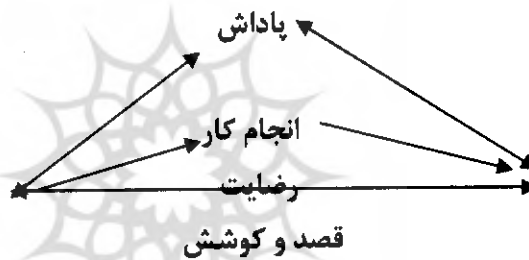 پاداش
انجام کار
رضایت
قصد و کوشش